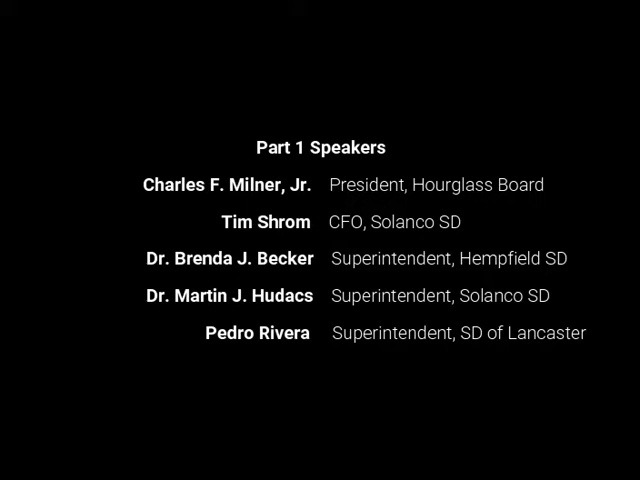 Part 1 Speakers
Charles F. Milner, Jr. President, Hourglass Board
Tim Shrom CFO, Solanco SD
Dr. Brenda J. Becker Superintendent, Hempfield SD
Dr. Martin J. Hudacs Superintendent, Solanco SD
Pedro Rivera Superintendent, SD of Lancaster